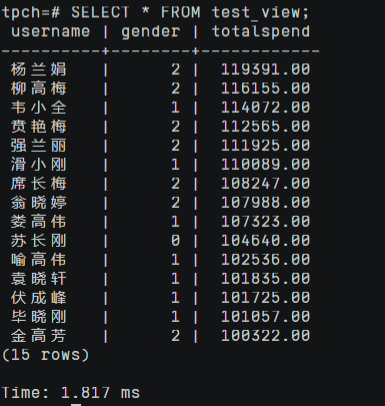 tpch=# SELECT * FROM test_view;
username | gender | totalspend
----------+--------+------------
杨兰娟 | 2 | 119391.00
柳高梅 | 2 | 116155.00
韦小全 | 1 | 114072.00
贲艳梅 | 2 | 112565.00
强兰丽 | 2 | 111925.00
滑小刚 | 1 | 110089.00
席长梅 | 2 | 108247.00
翁晓婷 | 2 | 107988.00
娄高伟 | 1 | 107323.00
苏长刚 | 0 | 104640.00
喻高伟 | 1 | 102536.00
袁晓轩 | 1 | 101835.00
伏成峰 | 1 | 101725.00
毕晓刚 | 1 | 101057.00
金高芳 | 2 | 100322.00
(15 rows)
Time: 1.817 ms